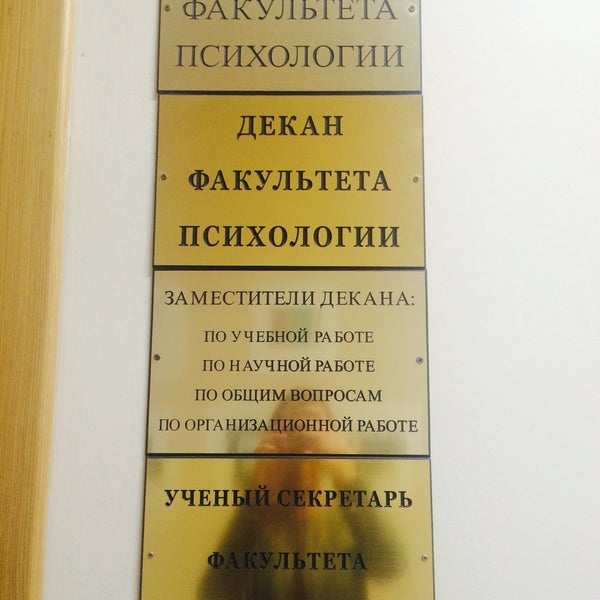 ФАКУЛЬТЕТА
ПСИХОЛОГИИ
ДЕКАН
ФАКУЛЬТЕТА
ПСИХОЛОГИИ
ЗАМЕСТИТЕЛИ ДЕКАНА:
ПО УЧЕБНОЙ РАБОТЕ
ПО НАУЧНОЙ РАБОТЕ
ПО ОБЩИМ ВОПРОСАМ
ПО ОРГАНИЗАЦИОННОЙ РАБОТЕ
УЧЕНЫЙ СЕКРЕТАРЬ
ФАКУЛЬТЕТА